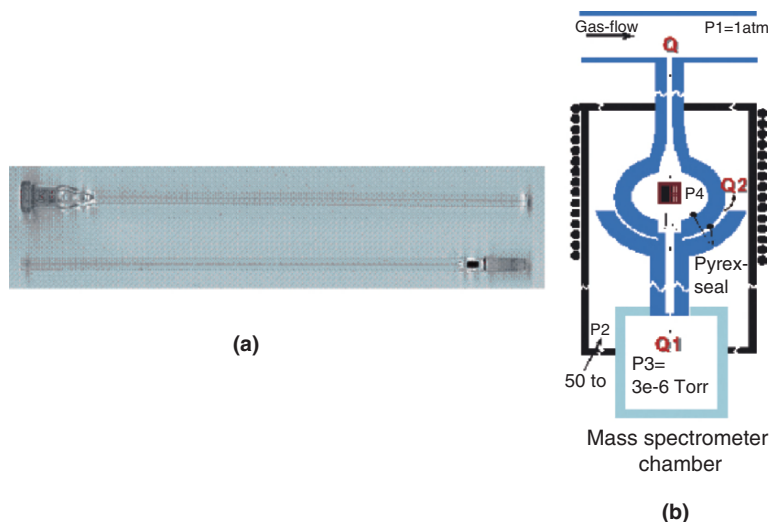 Gas-flow
P1=1atm
Q
P4
Q2
Pyrex-
seal
P2
Q1
50 to
P3=
3e-6 Torr
Mass spectrometer
chamber
(a)
(b)